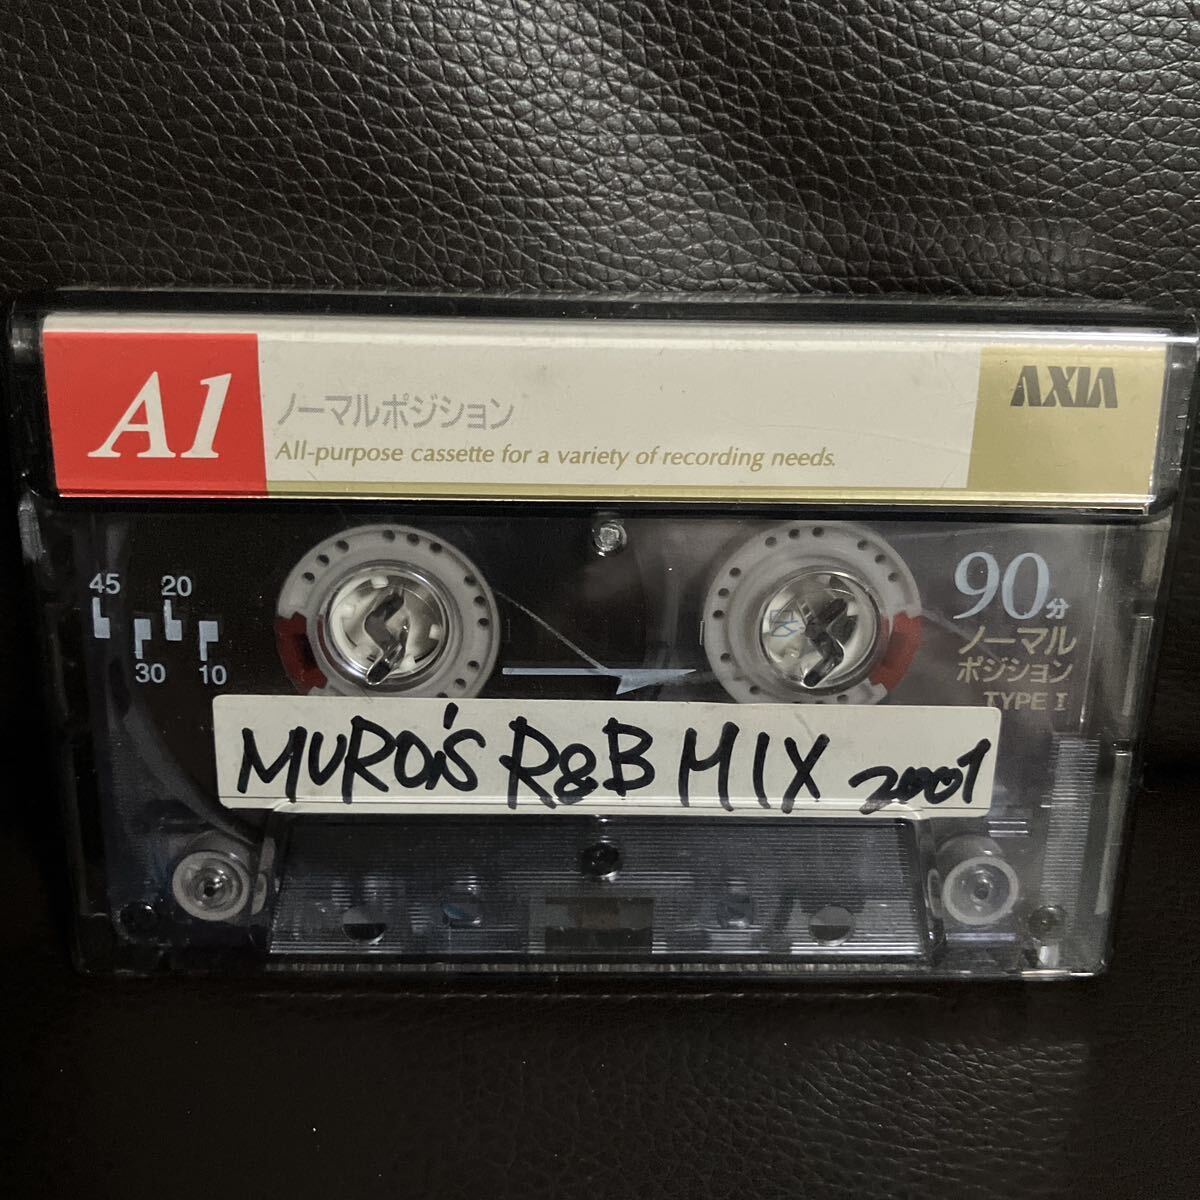 A1
ノーマルポジション
AXIA
All-purpose cassette for a variety of recording needs.
45 20
30 10
90分
ノーマル
ポジション
TYPE I
MURO'S R&B MIX 2001